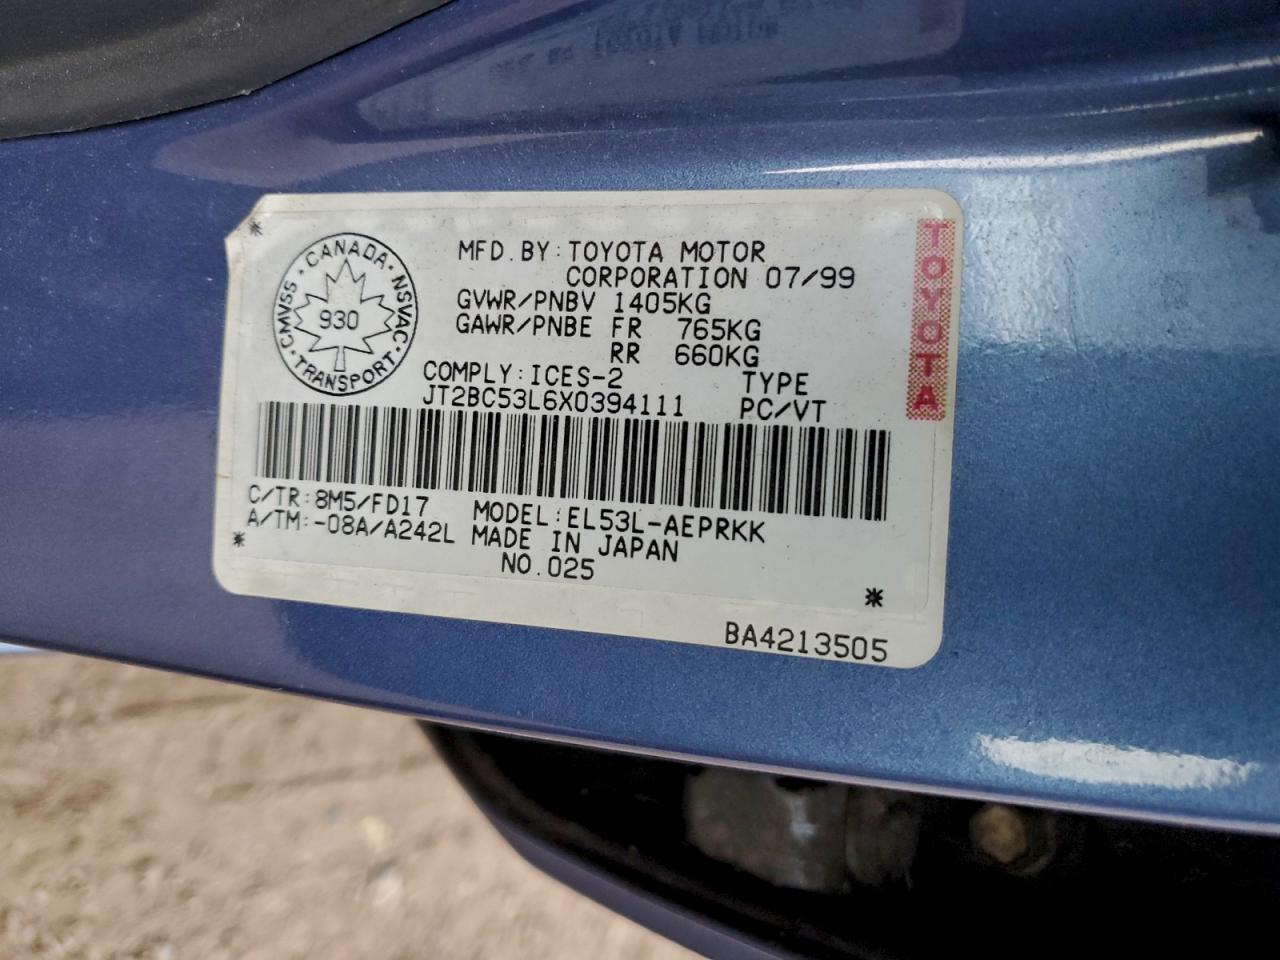 CANADA · NSVAC · TRANSPORT · CMVSS ·
930
MFD. BY: TOYOTA MOTOR
CORPORATION 07/99
GVWR/PNBV 1405KG
GAWR/PNBE FR 765KG
RR 660KG
COMPLY: ICES-2 TYPE
JT2BC53L6X0394111 PC/VT
C/TR: 8M5/FD17 MODEL: EL53L-AEPRKK
A/TM: -08A/A242L MADE IN JAPAN
NO. 025
BA4213505
TOYOTA